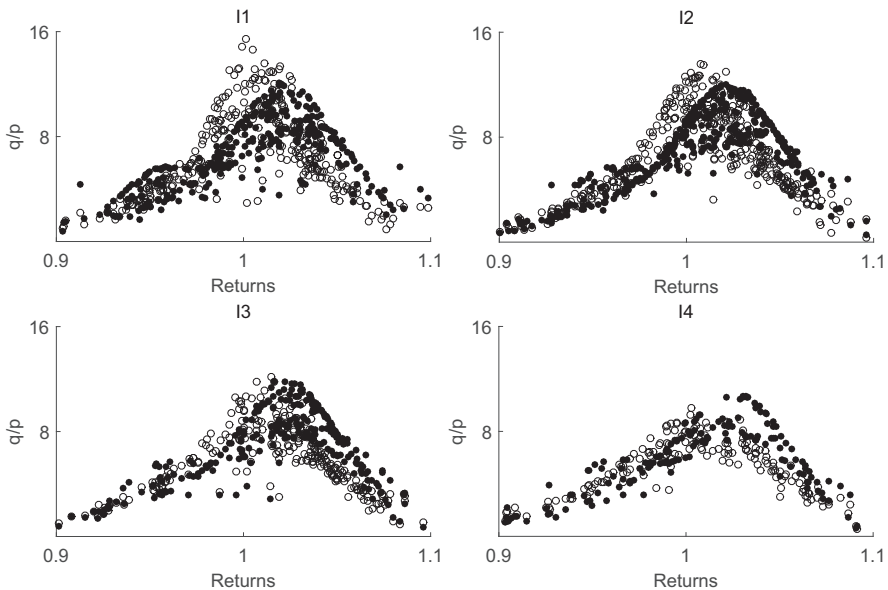 I1
16
q/p
8
0.9
1
1.1
Returns
I2
16
q/p
8
0.9
1
1.1
Returns
I3
16
q/p
8
0.9
1
1.1
Returns
I4
16
q/p
8
0.9
1
1.1
Returns